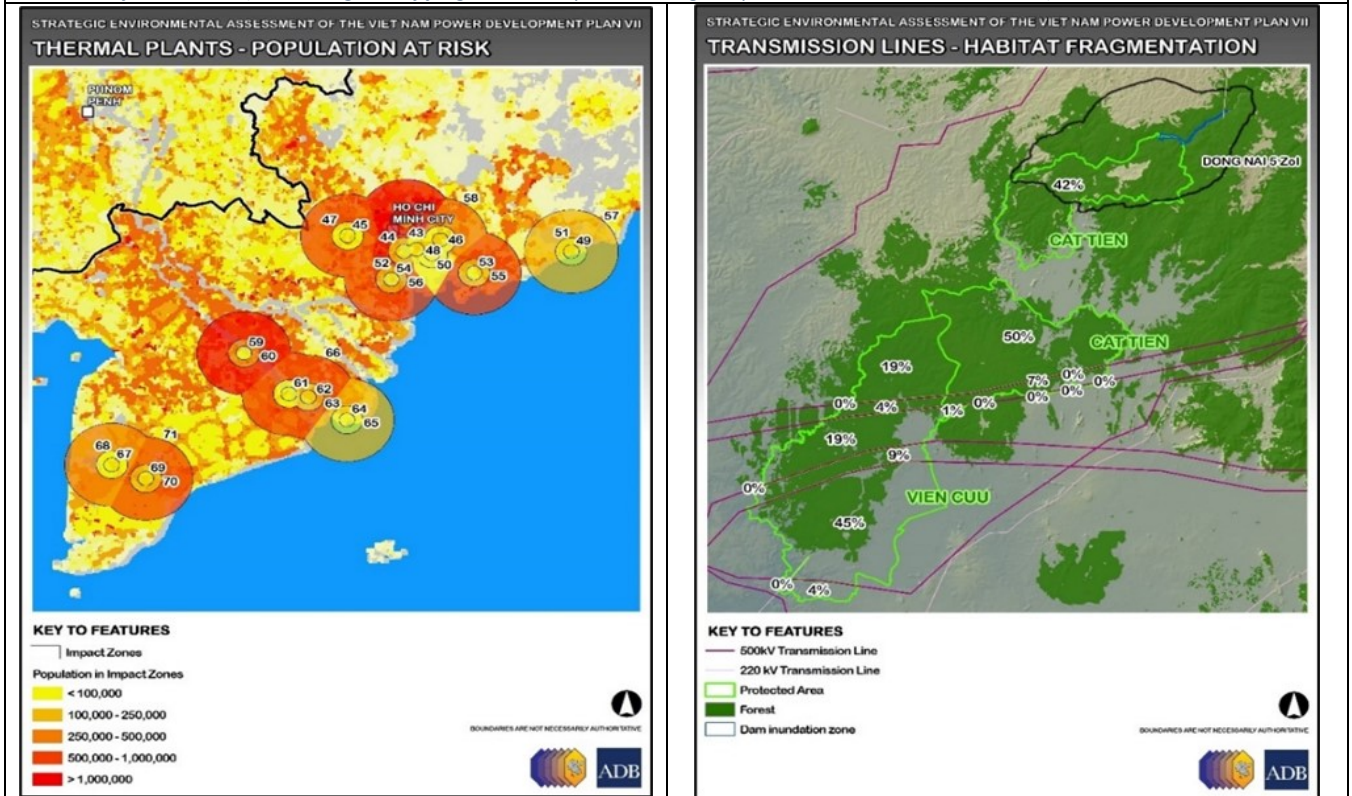 STRATEGIC ENVIRONMENTAL ASSESSMENT OF THE VIET NAM POWER DEVELOPMENT PLAN VII
THERMAL PLANTS - POPULATION AT RISK
PHNOM
PENH
HO CHI
MINH CITY
58
57
47
45
44
43
46
51
49
48
52
54
50
53
56
55
59
60
66
61
62
63
64
65
71
68
67
69
70
KEY TO FEATURES
Impact Zones
Population in Impact Zones
< 100,000
100,000 - 250,000
250,000 - 500,000
500,000 - 1,000,000
> 1,000,000
BOUNDARIES ARE NOT NECESSARILY AUTHORITATIVE
ADB
STRATEGIC ENVIRONMENTAL ASSESSMENT OF THE VIET NAM POWER DEVELOPMENT PLAN VII
TRANSMISSION LINES - HABITAT FRAGMENTATION
DONG NAI 5 ZoI
42%
CAT TIEN
50%
CAT TIEN
19%
0%
7%
0%
0%
0%
0%
4%
1%
0%
19%
9%
0%
VIEN CUU
45%
0%
4%
KEY TO FEATURES
500kV Transmission Line
220 kV Transmission Line
Protected Area
Forest
Dam inundation zone
BOUNDARIES ARE NOT NECESSARILY AUTHORITATIVE
ADB